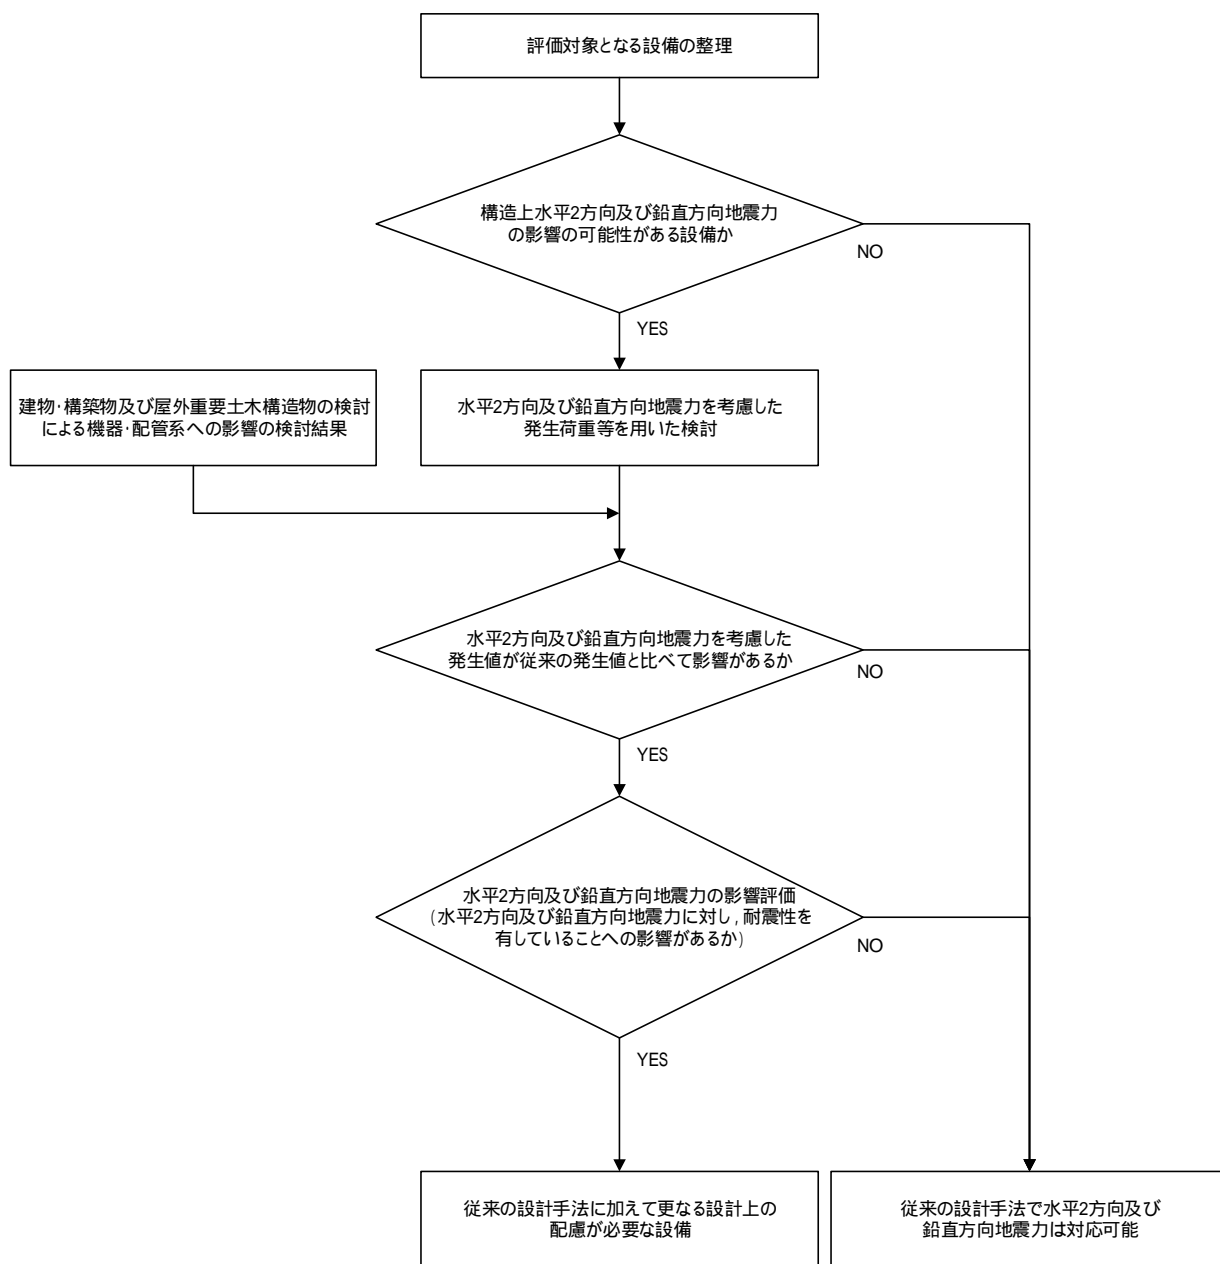 評価対象となる設備の整理
構造上水平2方向及び鉛直方向地震力
の影響の可能性がある設備か
NO
YES
建物・構築物及び屋外重要土木構造物の検討
による機器・配管系への影響の検討結果
水平2方向及び鉛直方向地震力を考慮した
発生荷重等を用いた検討
水平2方向及び鉛直方向地震力を考慮した
発生値が従来の発生値と比べて影響があるか
NO
YES
水平2方向及び鉛直方向地震力の影響評価
(水平2方向及び鉛直方向地震力に対し,耐震性を
有していることへの影響があるか)
NO
YES
従来の設計手法に加えて更なる設計上の
配慮が必要な設備
従来の設計手法で水平2方向及び
鉛直方向地震力は対応可能